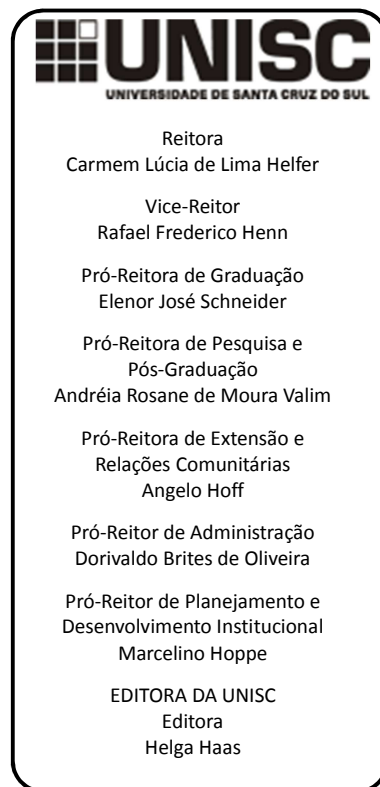 UNISC
UNIVERSIDADE DE SANTA CRUZ DO SUL
Reitora
Carmem Lúcia de Lima Helfer
Vice-Reitor
Rafael Frederico Henn
Pró-Reitora de Graduação
Elenor José Schneider
Pró-Reitora de Pesquisa e
Pós-Graduação
Andréia Rosane de Moura Valim
Pró-Reitora de Extensão e
Relações Comunitárias
Angelo Hoff
Pró-Reitor de Administração
Dorivaldo Brites de Oliveira
Pró-Reitor de Planejamento e
Desenvolvimento Institucional
Marcelino Hoppe
EDITORA DA UNISC
Editora
Helga Haas